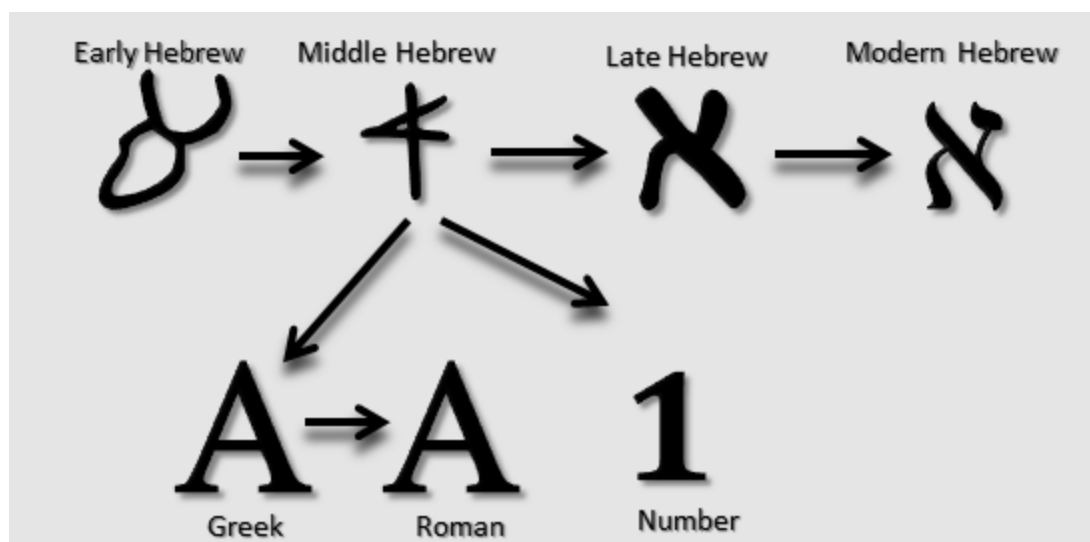 Early Hebrew
Middle Hebrew
Late Hebrew
Modern Hebrew
א
A
A
1
Greek
Roman
Number